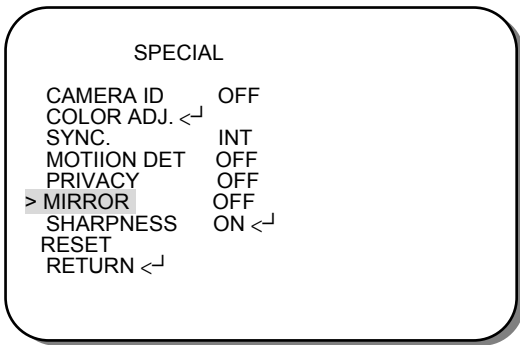 SPECIAL
CAMERA ID OFF
COLOR ADJ. <┘
SYNC. INT
MOTIION DET OFF
PRIVACY OFF
> MIRROR OFF
SHARPNESS ON <┘
RESET
RETURN <┘